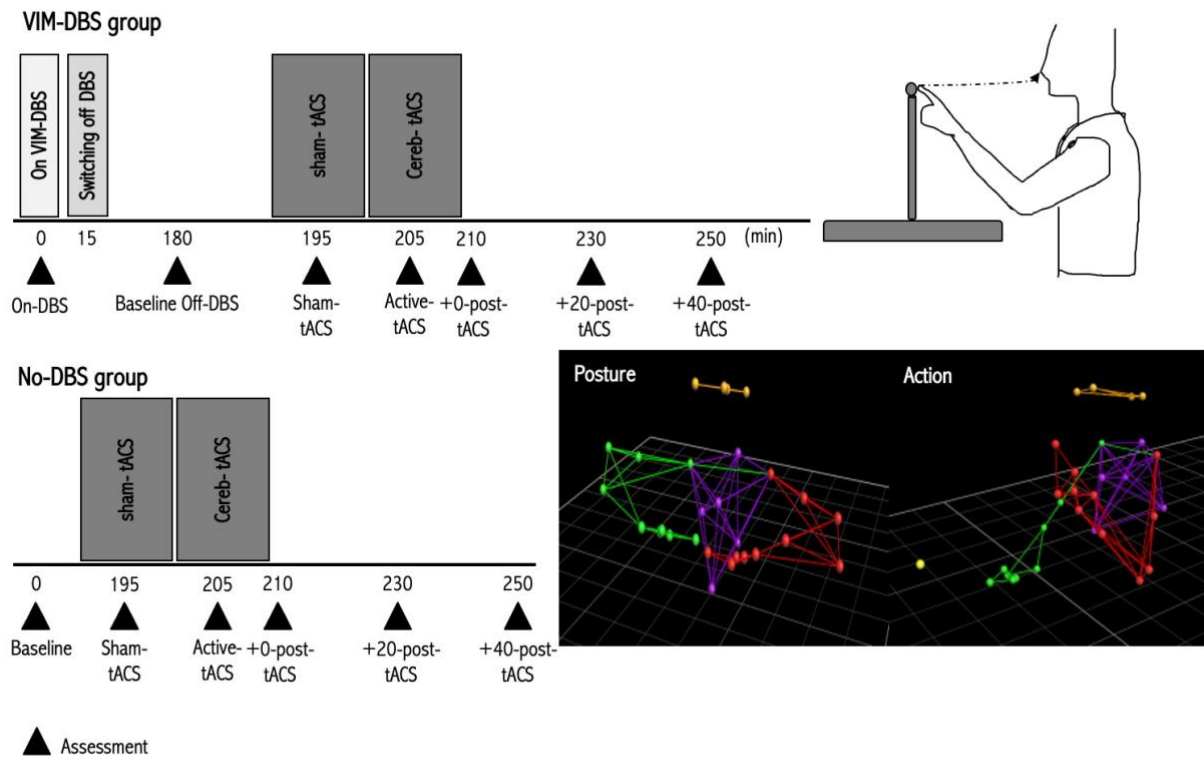 VIM-DBS group
On VIM-DBS
Switching off DBS
sham- tACS
Cereb- tACS
0 15 180 195 205 210 230 250 (min)
On-DBS Baseline Off-DBS Sham- Active- +0-post- +20-post- +40-post-
tACS tACS tACS tACS tACS
No-DBS group
sham- tACS
Cereb- tACS
0 195 205 210 230 250
Baseline Sham- Active- +0-post- +20-post- +40-post-
tACS tACS tACS tACS tACS
Posture Action
Assessment